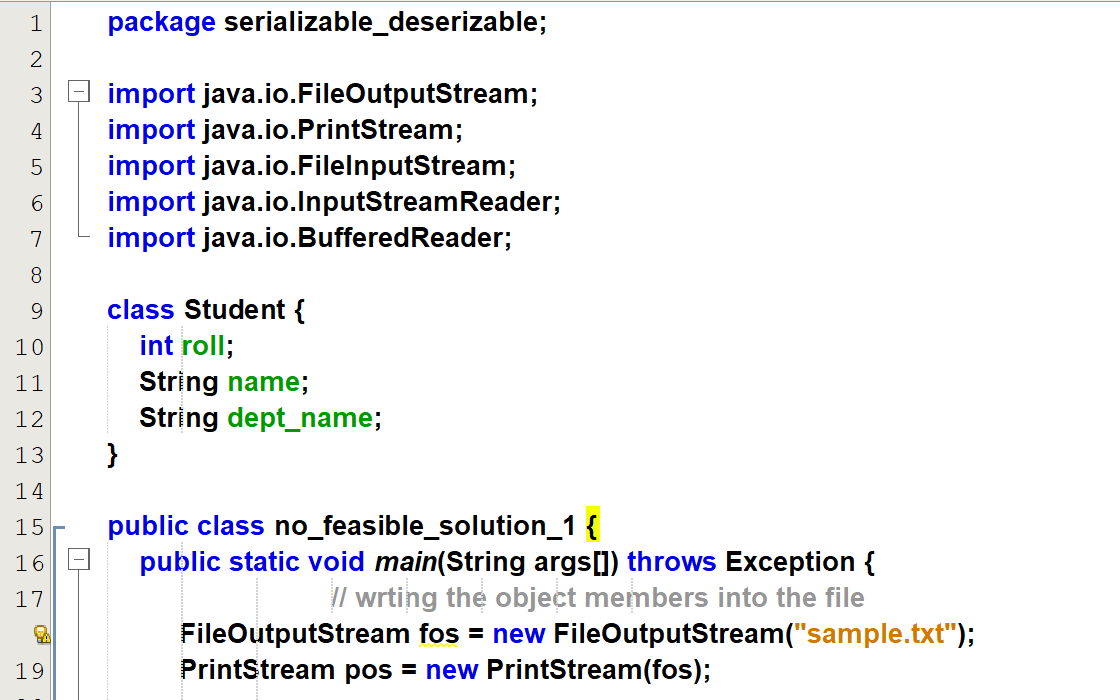 1 package serializable_deserizable;
2
3 import java.io.FileOutputStream;
4 import java.io.PrintStream;
5 import java.io.FileInputStream;
6 import java.io.InputStreamReader;
7 import java.io.BufferedReader;
8
9 class Student {
10 int roll;
11 String name;
12 String dept_name;
13 }
14
15 public class no_feasible_solution_1 {
16 public static void main(String args[]) throws Exception {
17 // wrting the object members into the file
FileOutputStream fos = new FileOutputStream("sample.txt");
19 PrintStream pos = new PrintStream(fos);